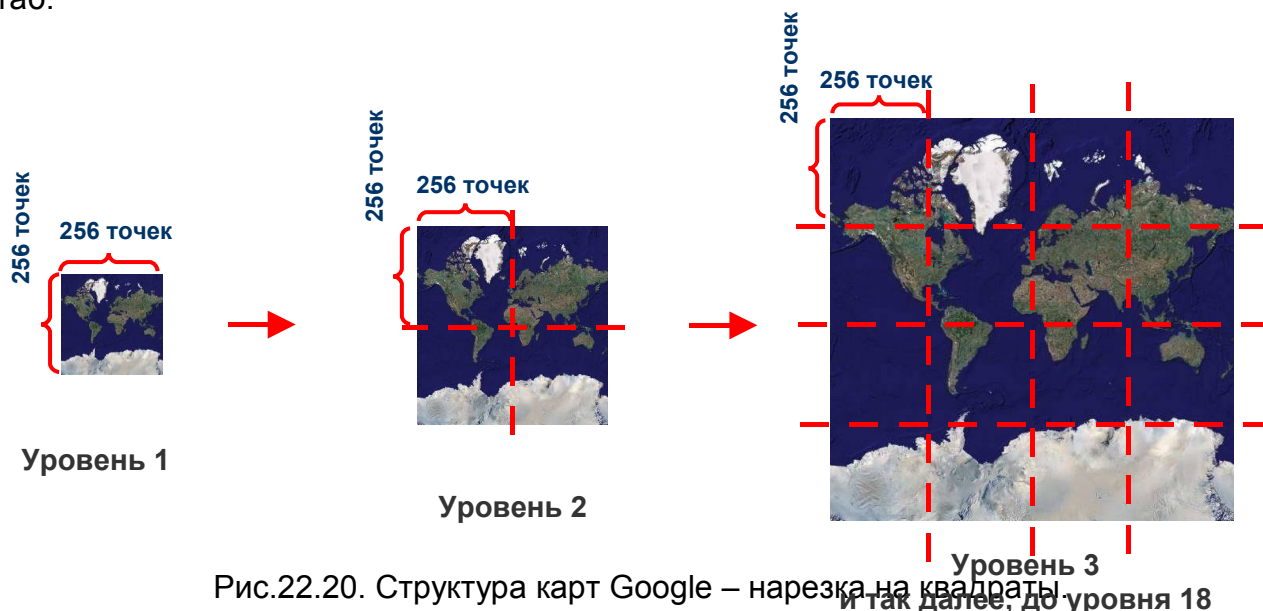 256 точек
256 точек
Уровень 1
256 точек
256 точек
Уровень 2
256 точек
256 точек
Уровень 3
и так далее, до уровня 18
Рис.22.20. Структура карт Google – нарезка на квадраты.